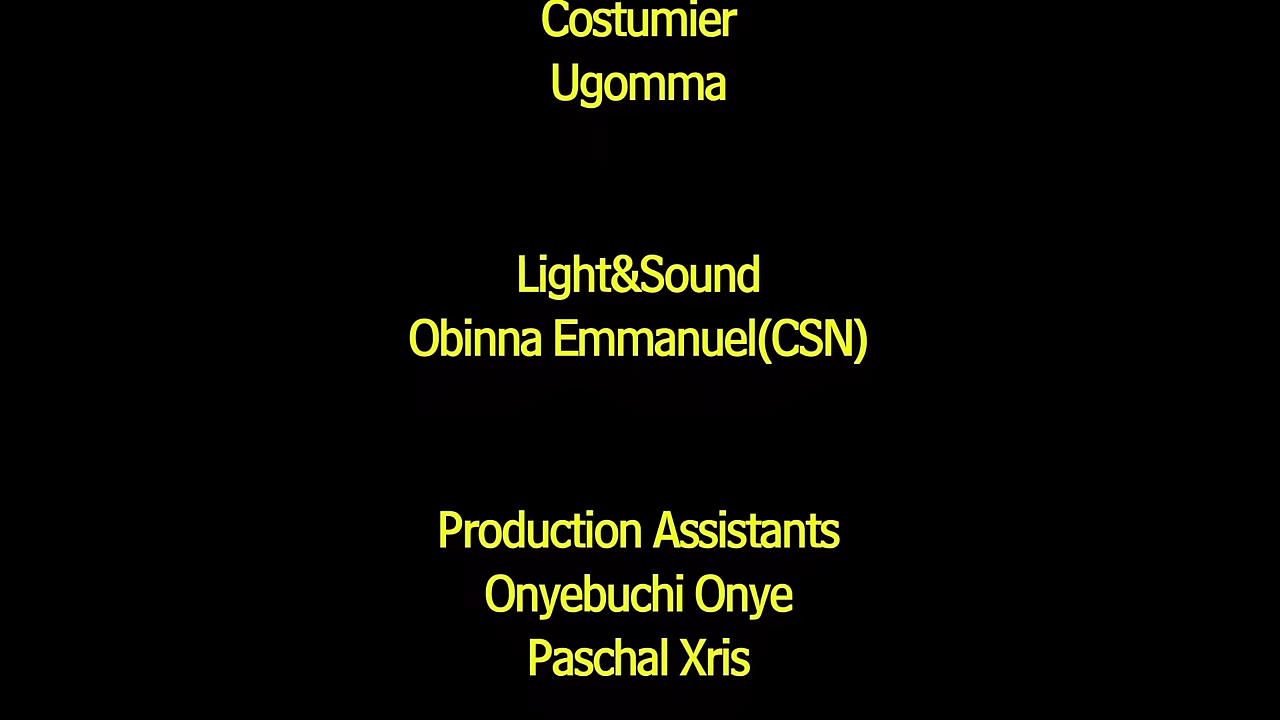 Costumier
Ugomma
Light&Sound
Obinna Emmanuel(CSN)
Production Assistants
Onyebuchi Onye
Paschal Xris